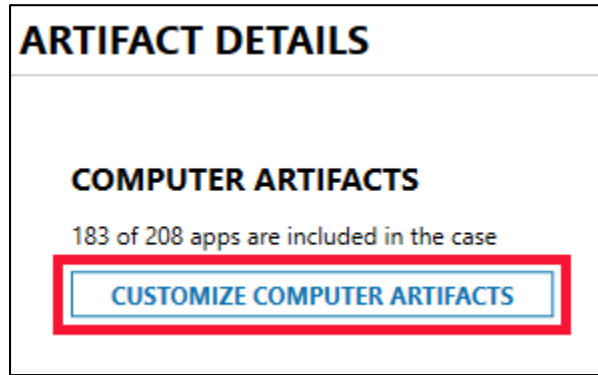 ARTIFACT DETAILS
COMPUTER ARTIFACTS
183 of 208 apps are included in the case
CUSTOMIZE COMPUTER ARTIFACTS